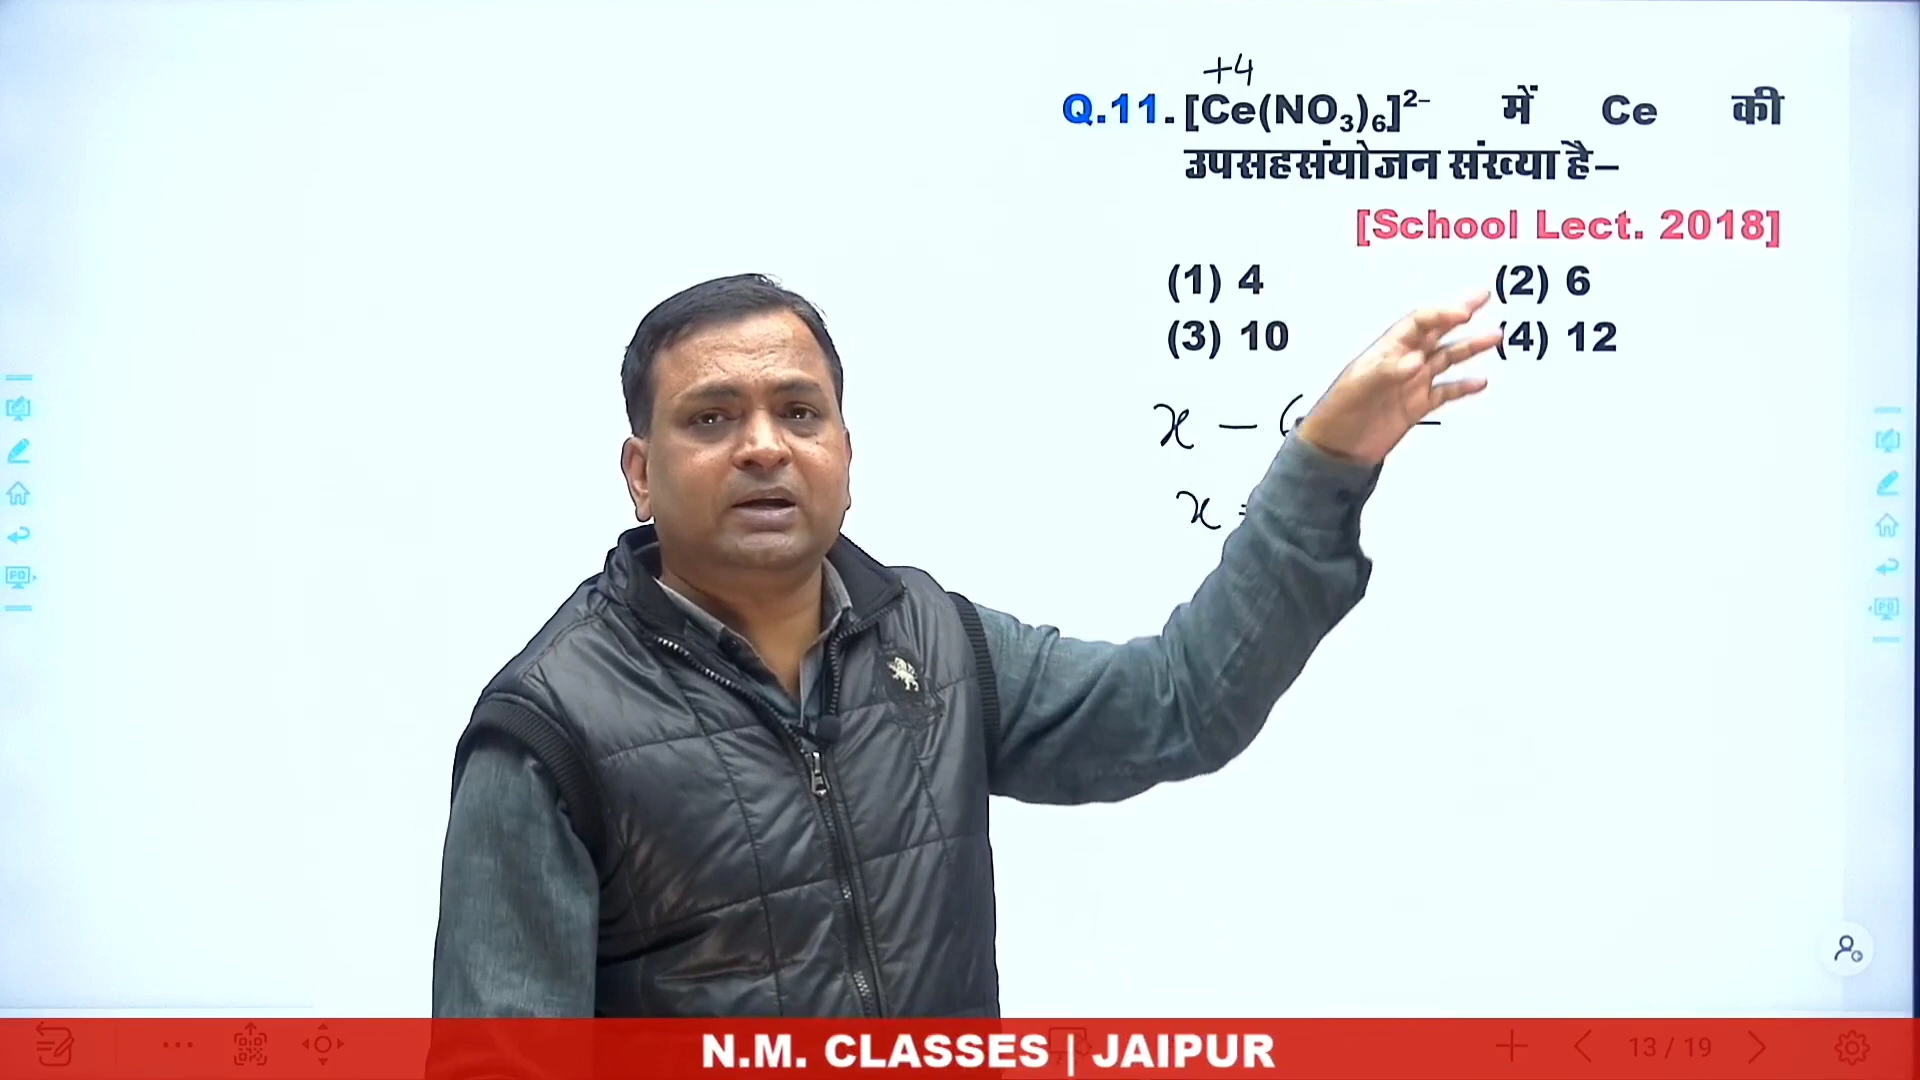 +4
Q.11. [Ce(NO₃)₆]²⁻ में Ce की
उपसहसंयोजन संख्या है–
[School Lect. 2018]
(1) 4 (2) 6
(3) 10 (4) 12
x – 6
x =
N.M. CLASSES | JAIPUR
13 / 19